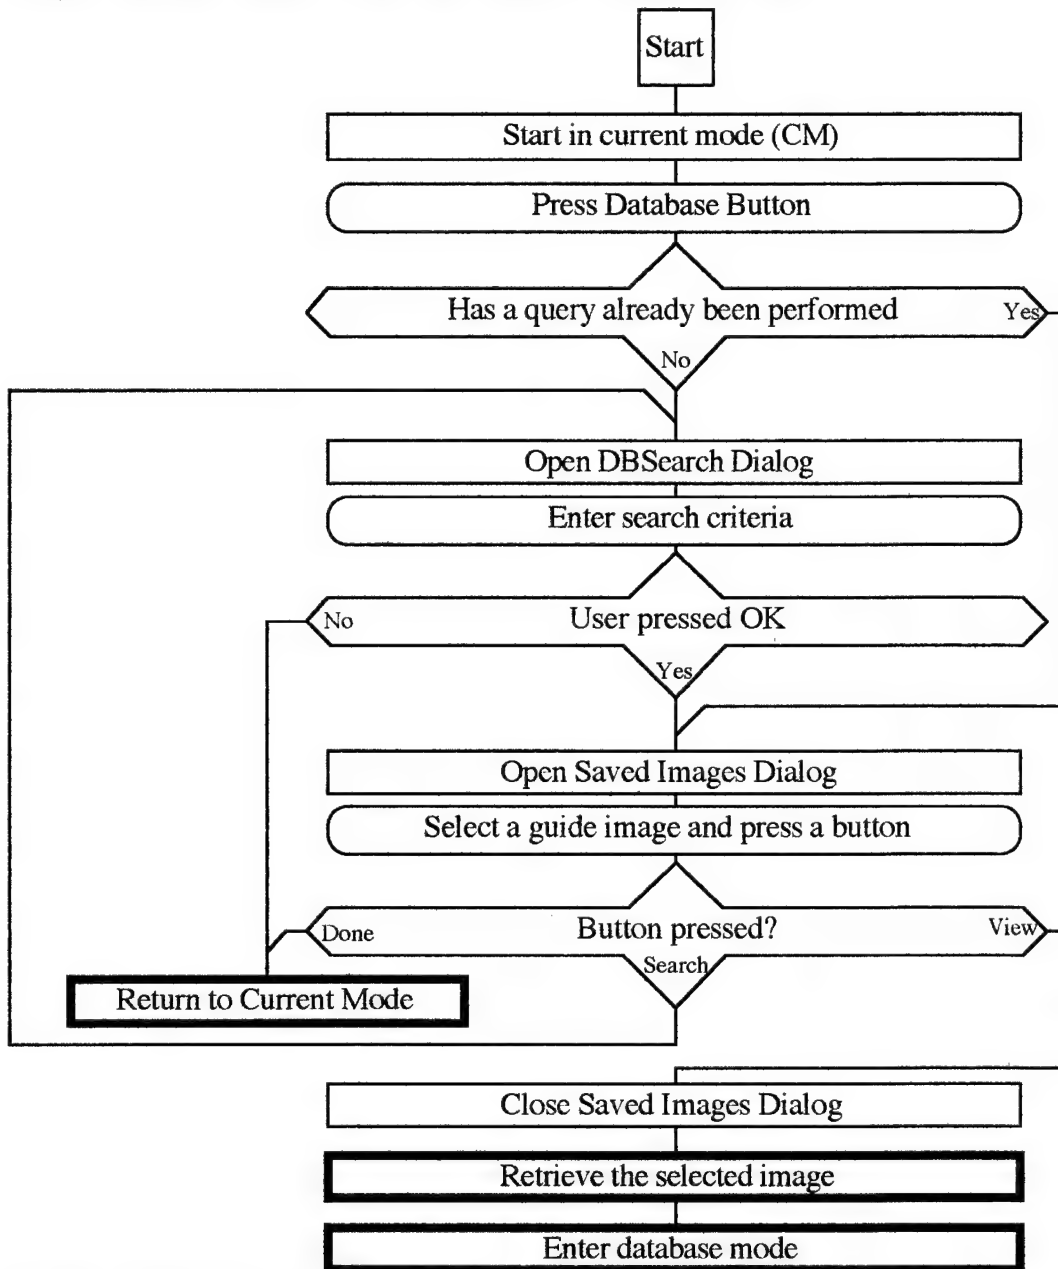 Start
Start in current mode (CM)
Press Database Button
Has a query already been performed
Yes
No
Open DBSearch Dialog
Enter search criteria
No
User pressed OK
Yes
Open Saved Images Dialog
Select a guide image and press a button
Done
Button pressed?
View
Search
Return to Current Mode
Close Saved Images Dialog
Retrieve the selected image
Enter database mode